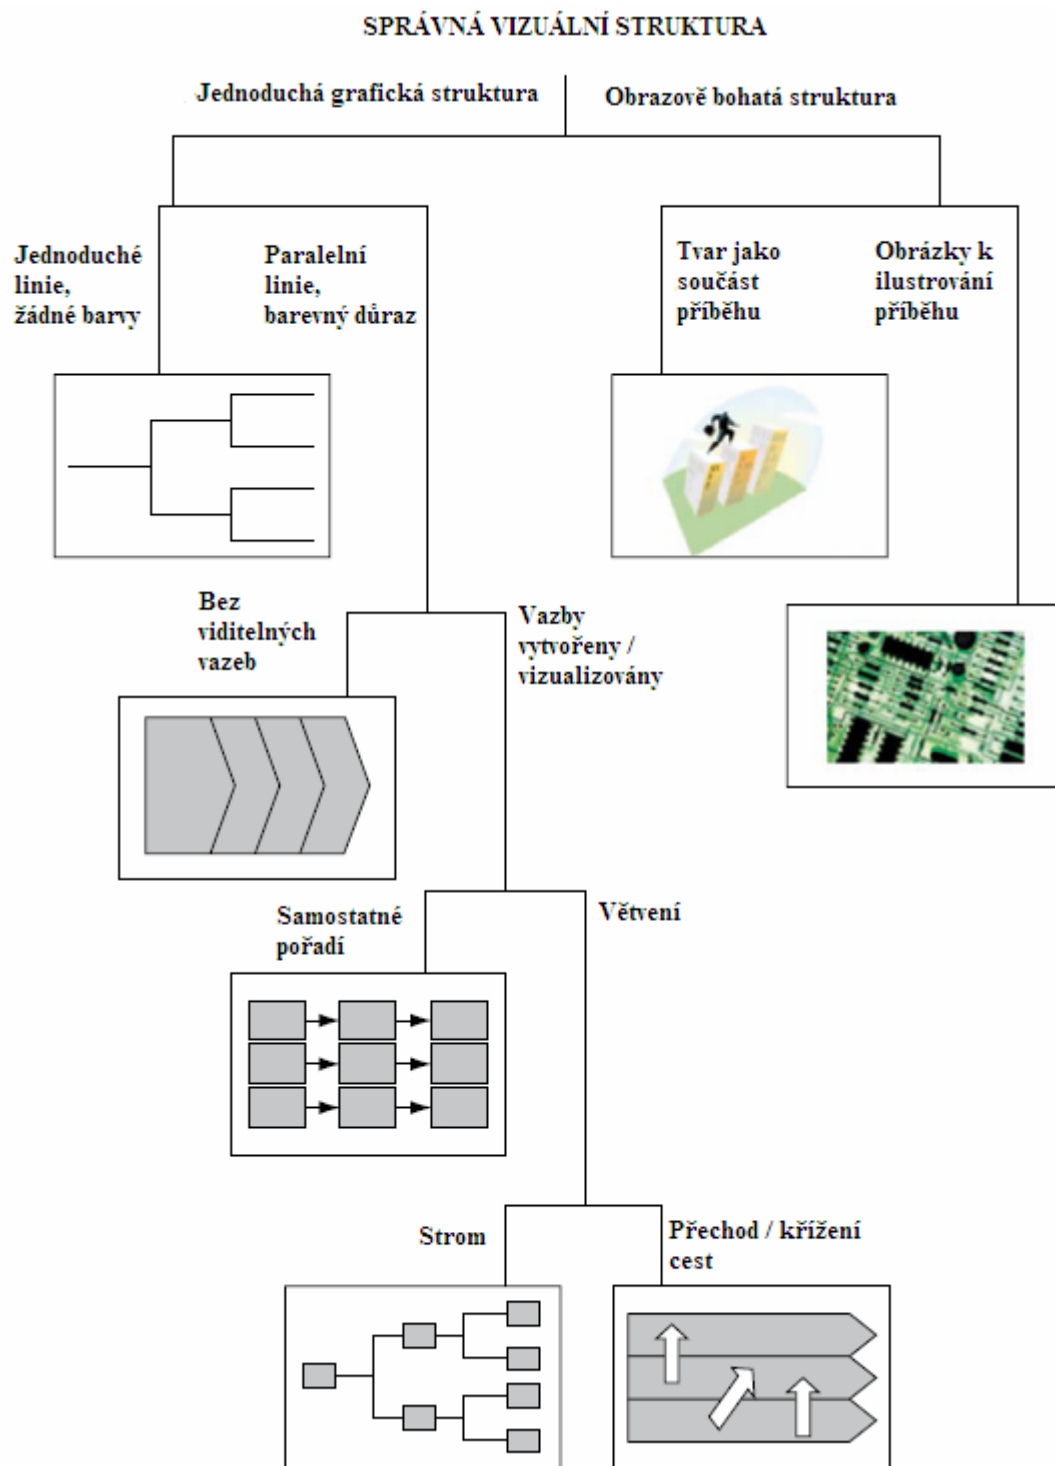 SPRÁVNÁ VIZUÁLNÍ STRUKTURA
Jednoduchá grafická struktura
Obrazově bohatá struktura
Jednoduché
linie,
žádné barvy
Paralelní
linie,
barevný důraz
Tvar jako
součást
příběhu
Obrázky k
ilustrování
příběhu
Bez
viditelných
vazeb
Vazby
vytvořeny /
vizualizovány
Samostatné
pořadí
Větvení
Strom
Přechod / křížení
cest